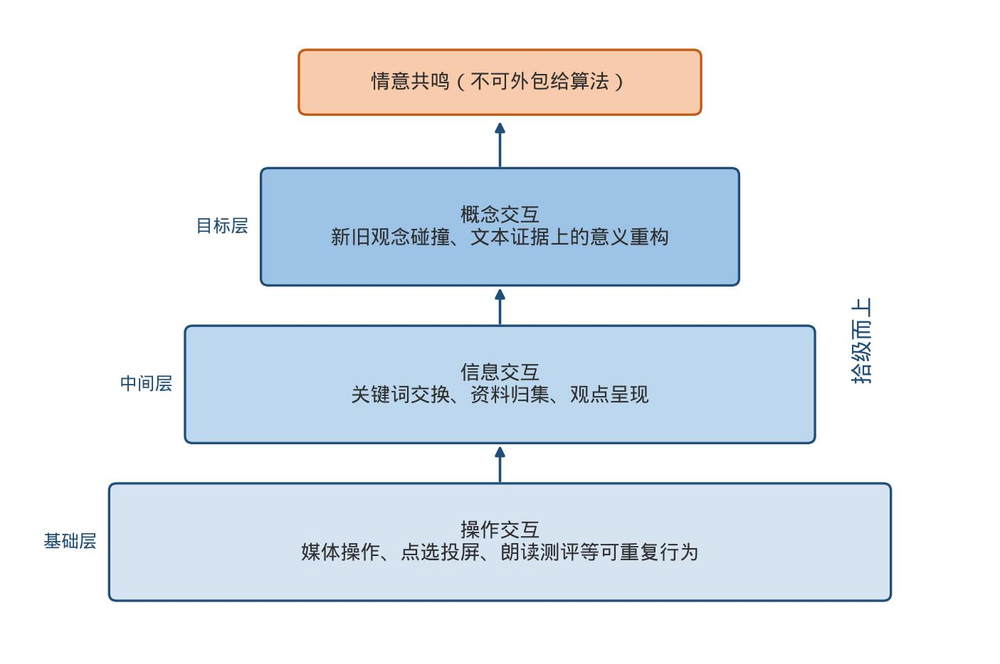 情意共鸣（不可外包给算法）
目标层
概念交互
新旧观念碰撞、文本证据上的意义重构
拾级而上
中间层
信息交互
关键词交换、资料归集、观点呈现
基础层
操作交互
媒体操作、点选投屏、朗读测评等可重复行为